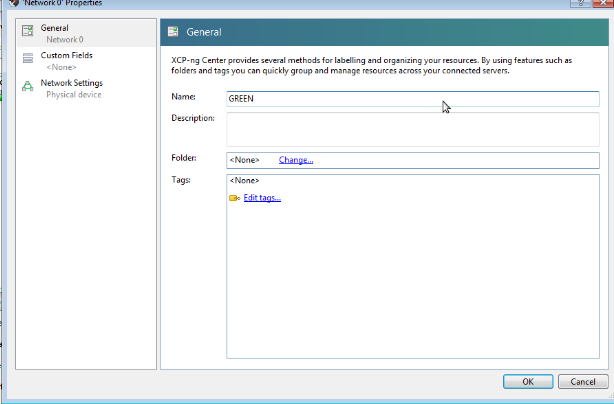 'Network 0' Properties
?
General
Network 0
Custom Fields
<None>
Network Settings
Physical device
General
XCP-ng Center provides several methods for labelling and organizing your resources. By using features such as
folders and tags you can quickly group and manage resources across your connected servers.
Name:
GREEN
Description:
Folder:
<None>
Change...
Tags:
<None>
Edit tags...
OK
Cancel